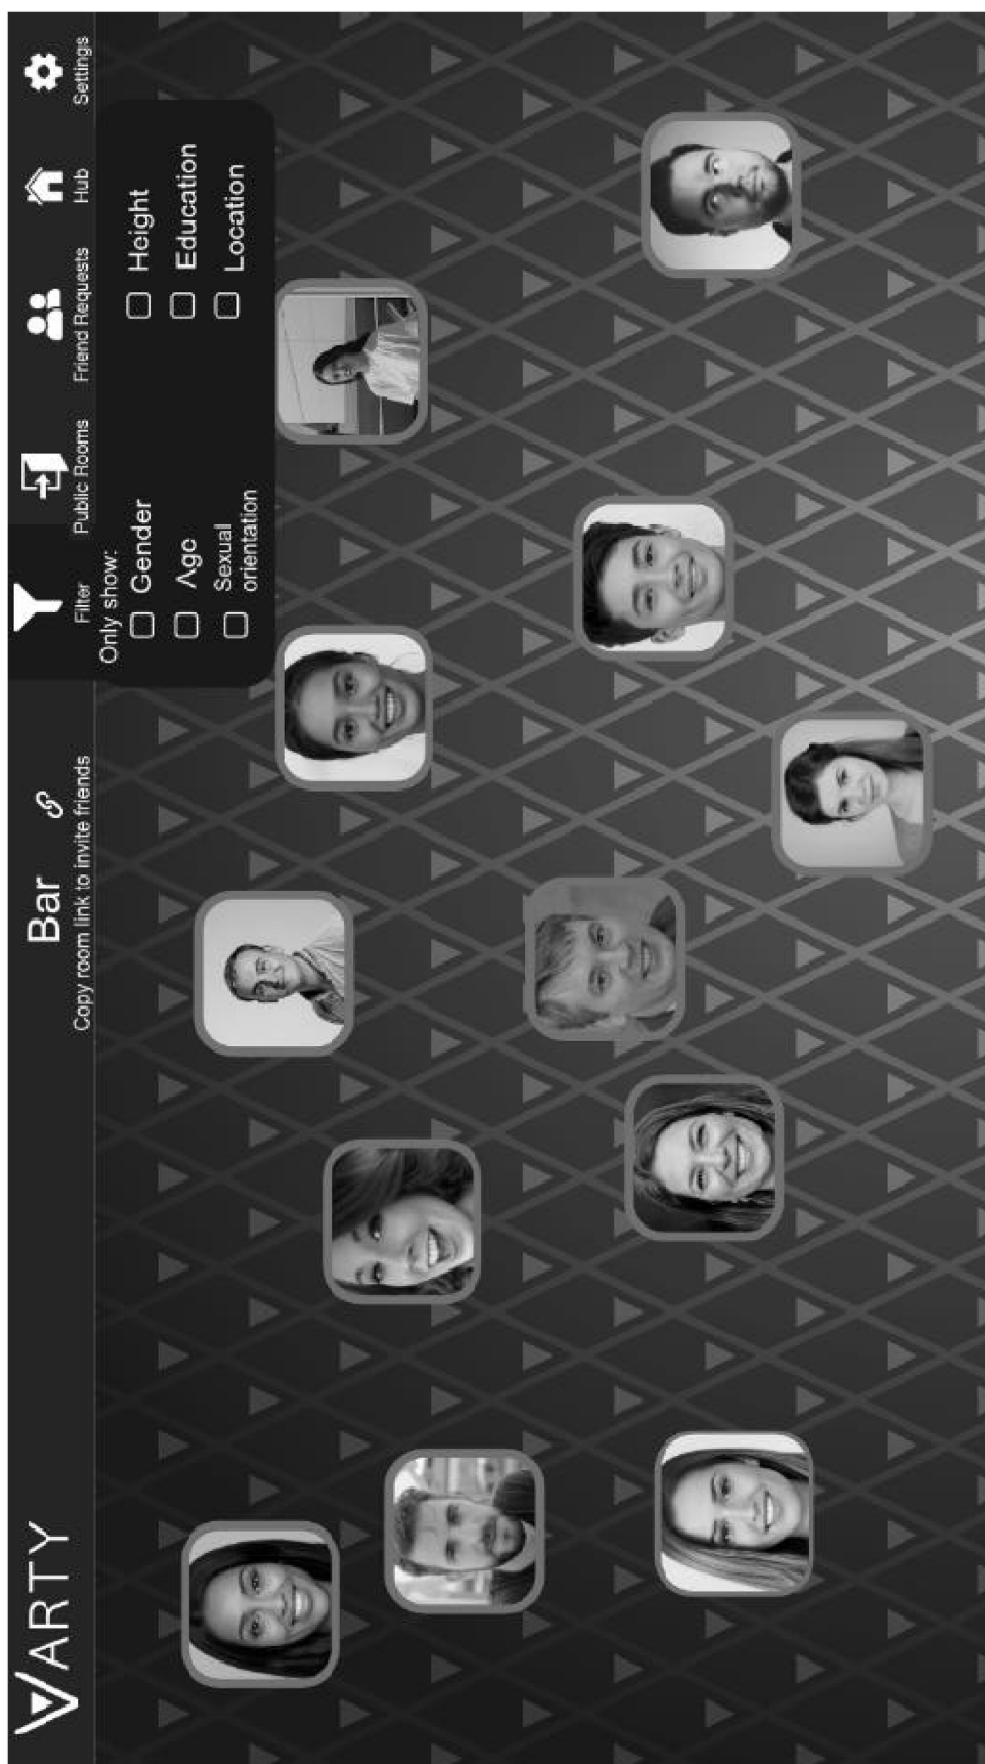 VARTY
Bar
Copy room link to invite friends
Filter
Public Rooms
Friend Requests
Hub
Settings
Only show:
Gender
Height
Age
Education
Sexual
orientation
Location